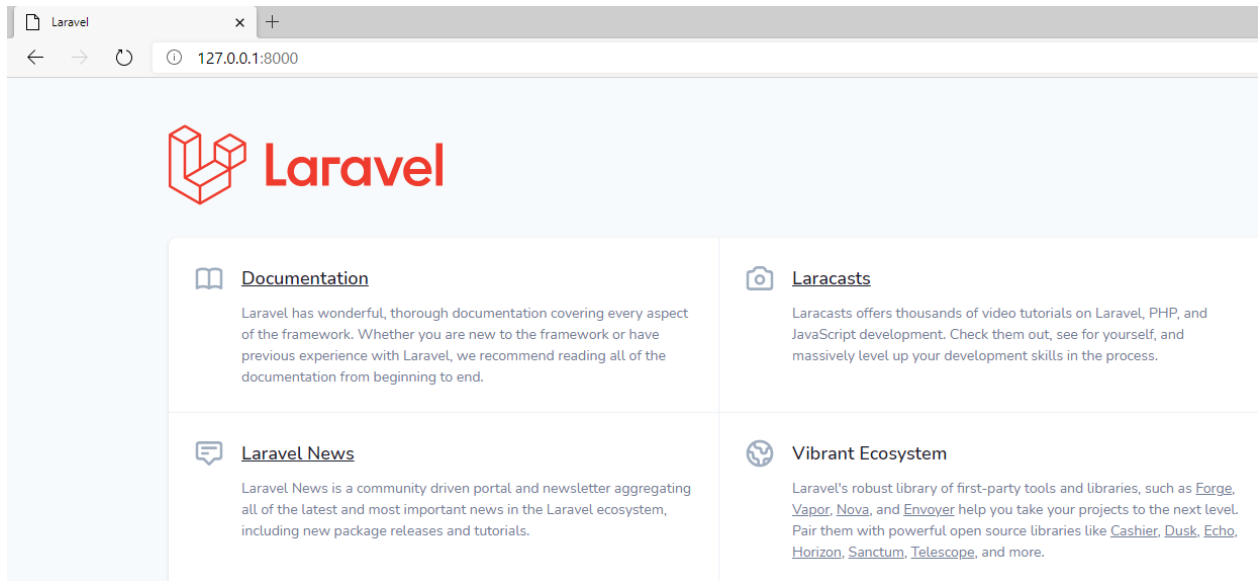 Laravel
127.0.0.1:8000
Laravel
Documentation
Laravel has wonderful, thorough documentation covering every aspect
of the framework. Whether you are new to the framework or have
previous experience with Laravel, we recommend reading all of the
documentation from beginning to end.
Laracasts
Laracasts offers thousands of video tutorials on Laravel, PHP, and
JavaScript development. Check them out, see for yourself, and
massively level up your development skills in the process.
Laravel News
Laravel News is a community driven portal and newsletter aggregating
all of the latest and most important news in the Laravel ecosystem,
including new package releases and tutorials.
Vibrant Ecosystem
Laravel's robust library of first-party tools and libraries, such as Forge,
Vapor, Nova, and Envoyer help you take your projects to the next level.
Pair them with powerful open source libraries like Cashier, Dusk, Echo,
Horizon, Sanctum, Telescope, and more.